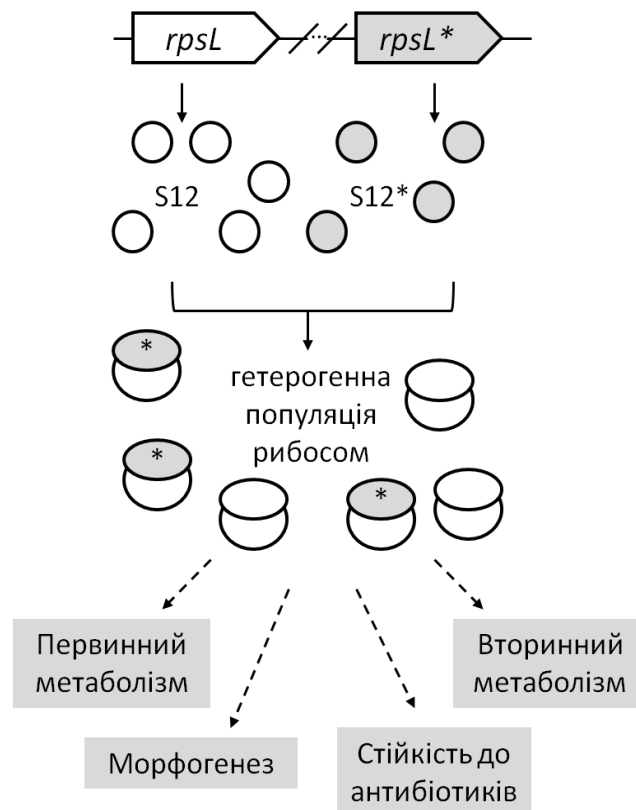 rpsL
rpsL*
S12
S12*
*
гетерогенна
популяція
рибосом
*
*
Первинний
метаболізм
Вторинний
метаболізм
Морфогенез
Стійкість до
антибіотиків